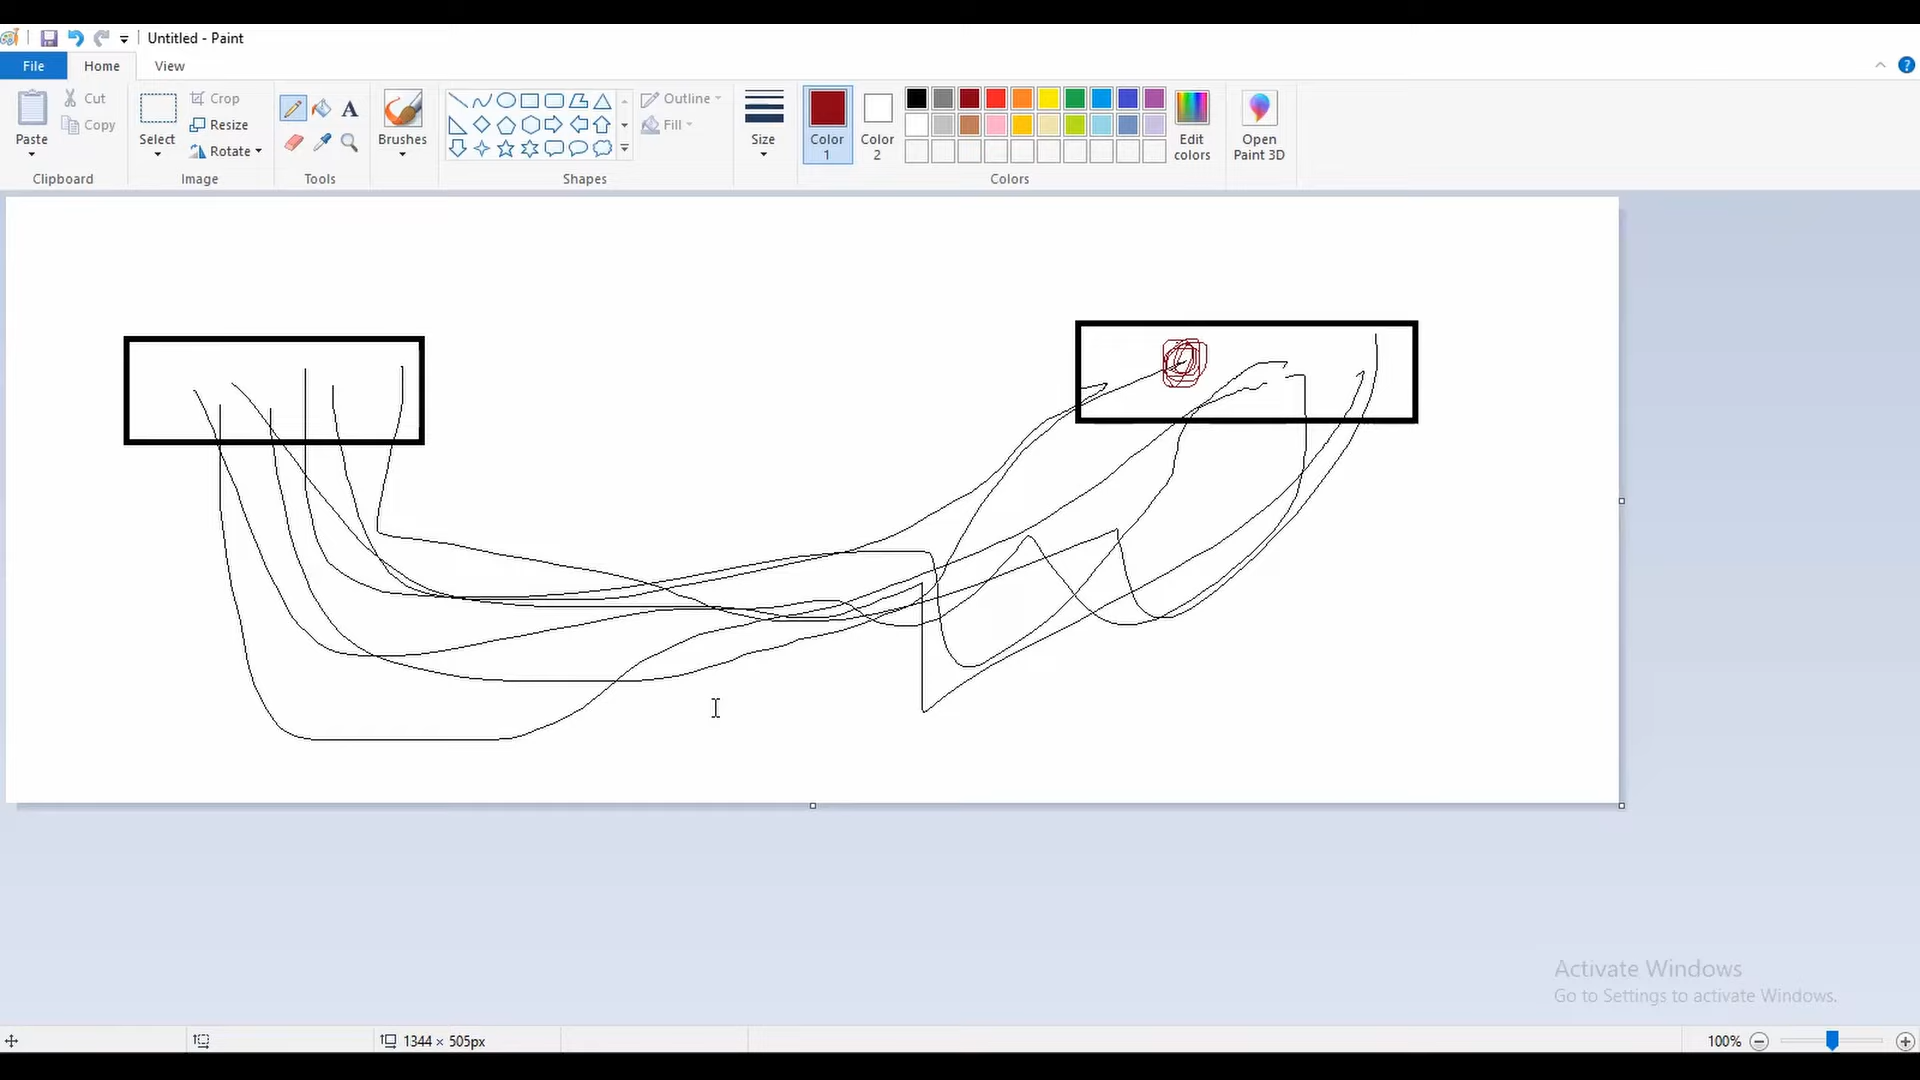 Untitled - Paint
File Home View
Paste
Cut
Copy
Clipboard
Select
Crop
Resize
Rotate
Image
A
Tools
Brushes
Outline
Fill
Shapes
Size
Color 1
Color 2
Edit colors
Open Paint 3D
Colors
?
Activate Windows
Go to Settings to activate Windows.
1344 × 505px
100%